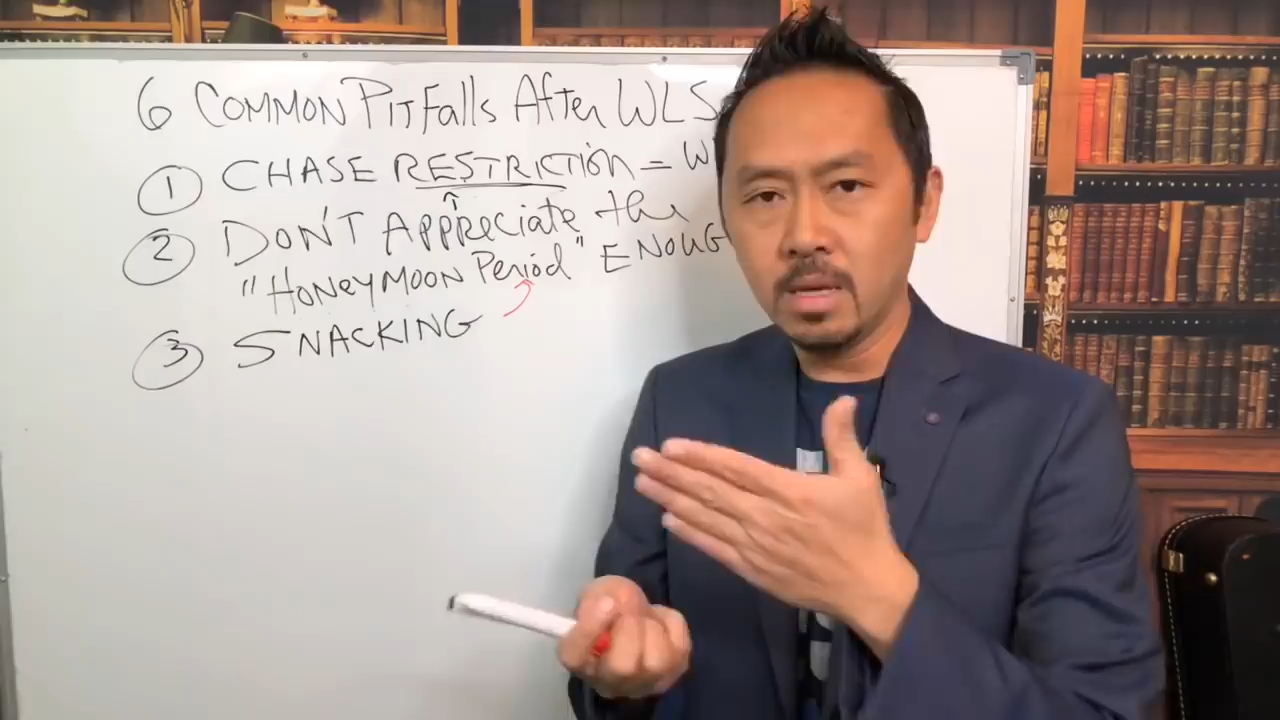 6 COMMON PITFAllS AfTER WLS
① CHASE RESTRICTION = W
② DON'T APPReciate the
"HONeyMOON Period" ENOUG
③ SNACKING